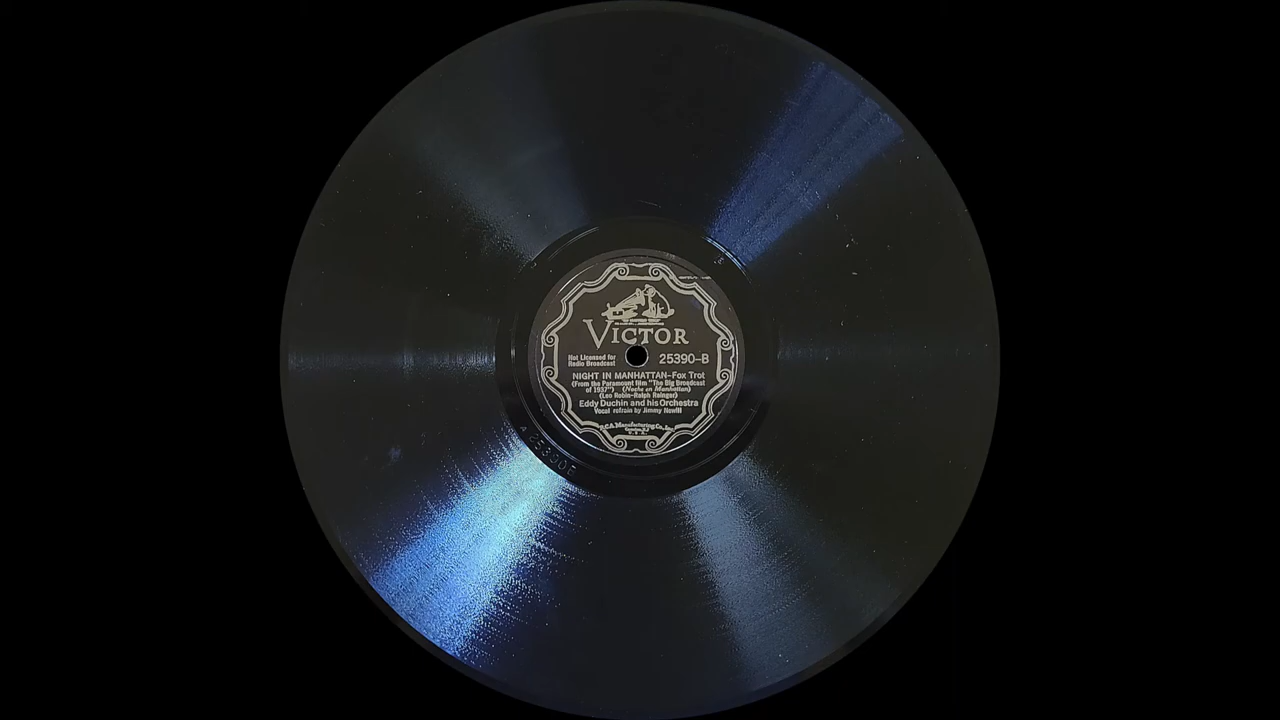 VICTOR
Not Licensed for
Radio Broadcast
25390-B
NIGHT IN MANHATTAN-Fox Trot
(From the Paramount film "The Big Broadcast
of 1937") (Noche en Manhattan)
(Leo Robin-Ralph Rainger)
Eddy Duchin and his Orchestra
Vocal refrain by Jimmy Newill
R.C.A. Manufacturing Co., Inc.
Camden, N.J.
U.S.A.